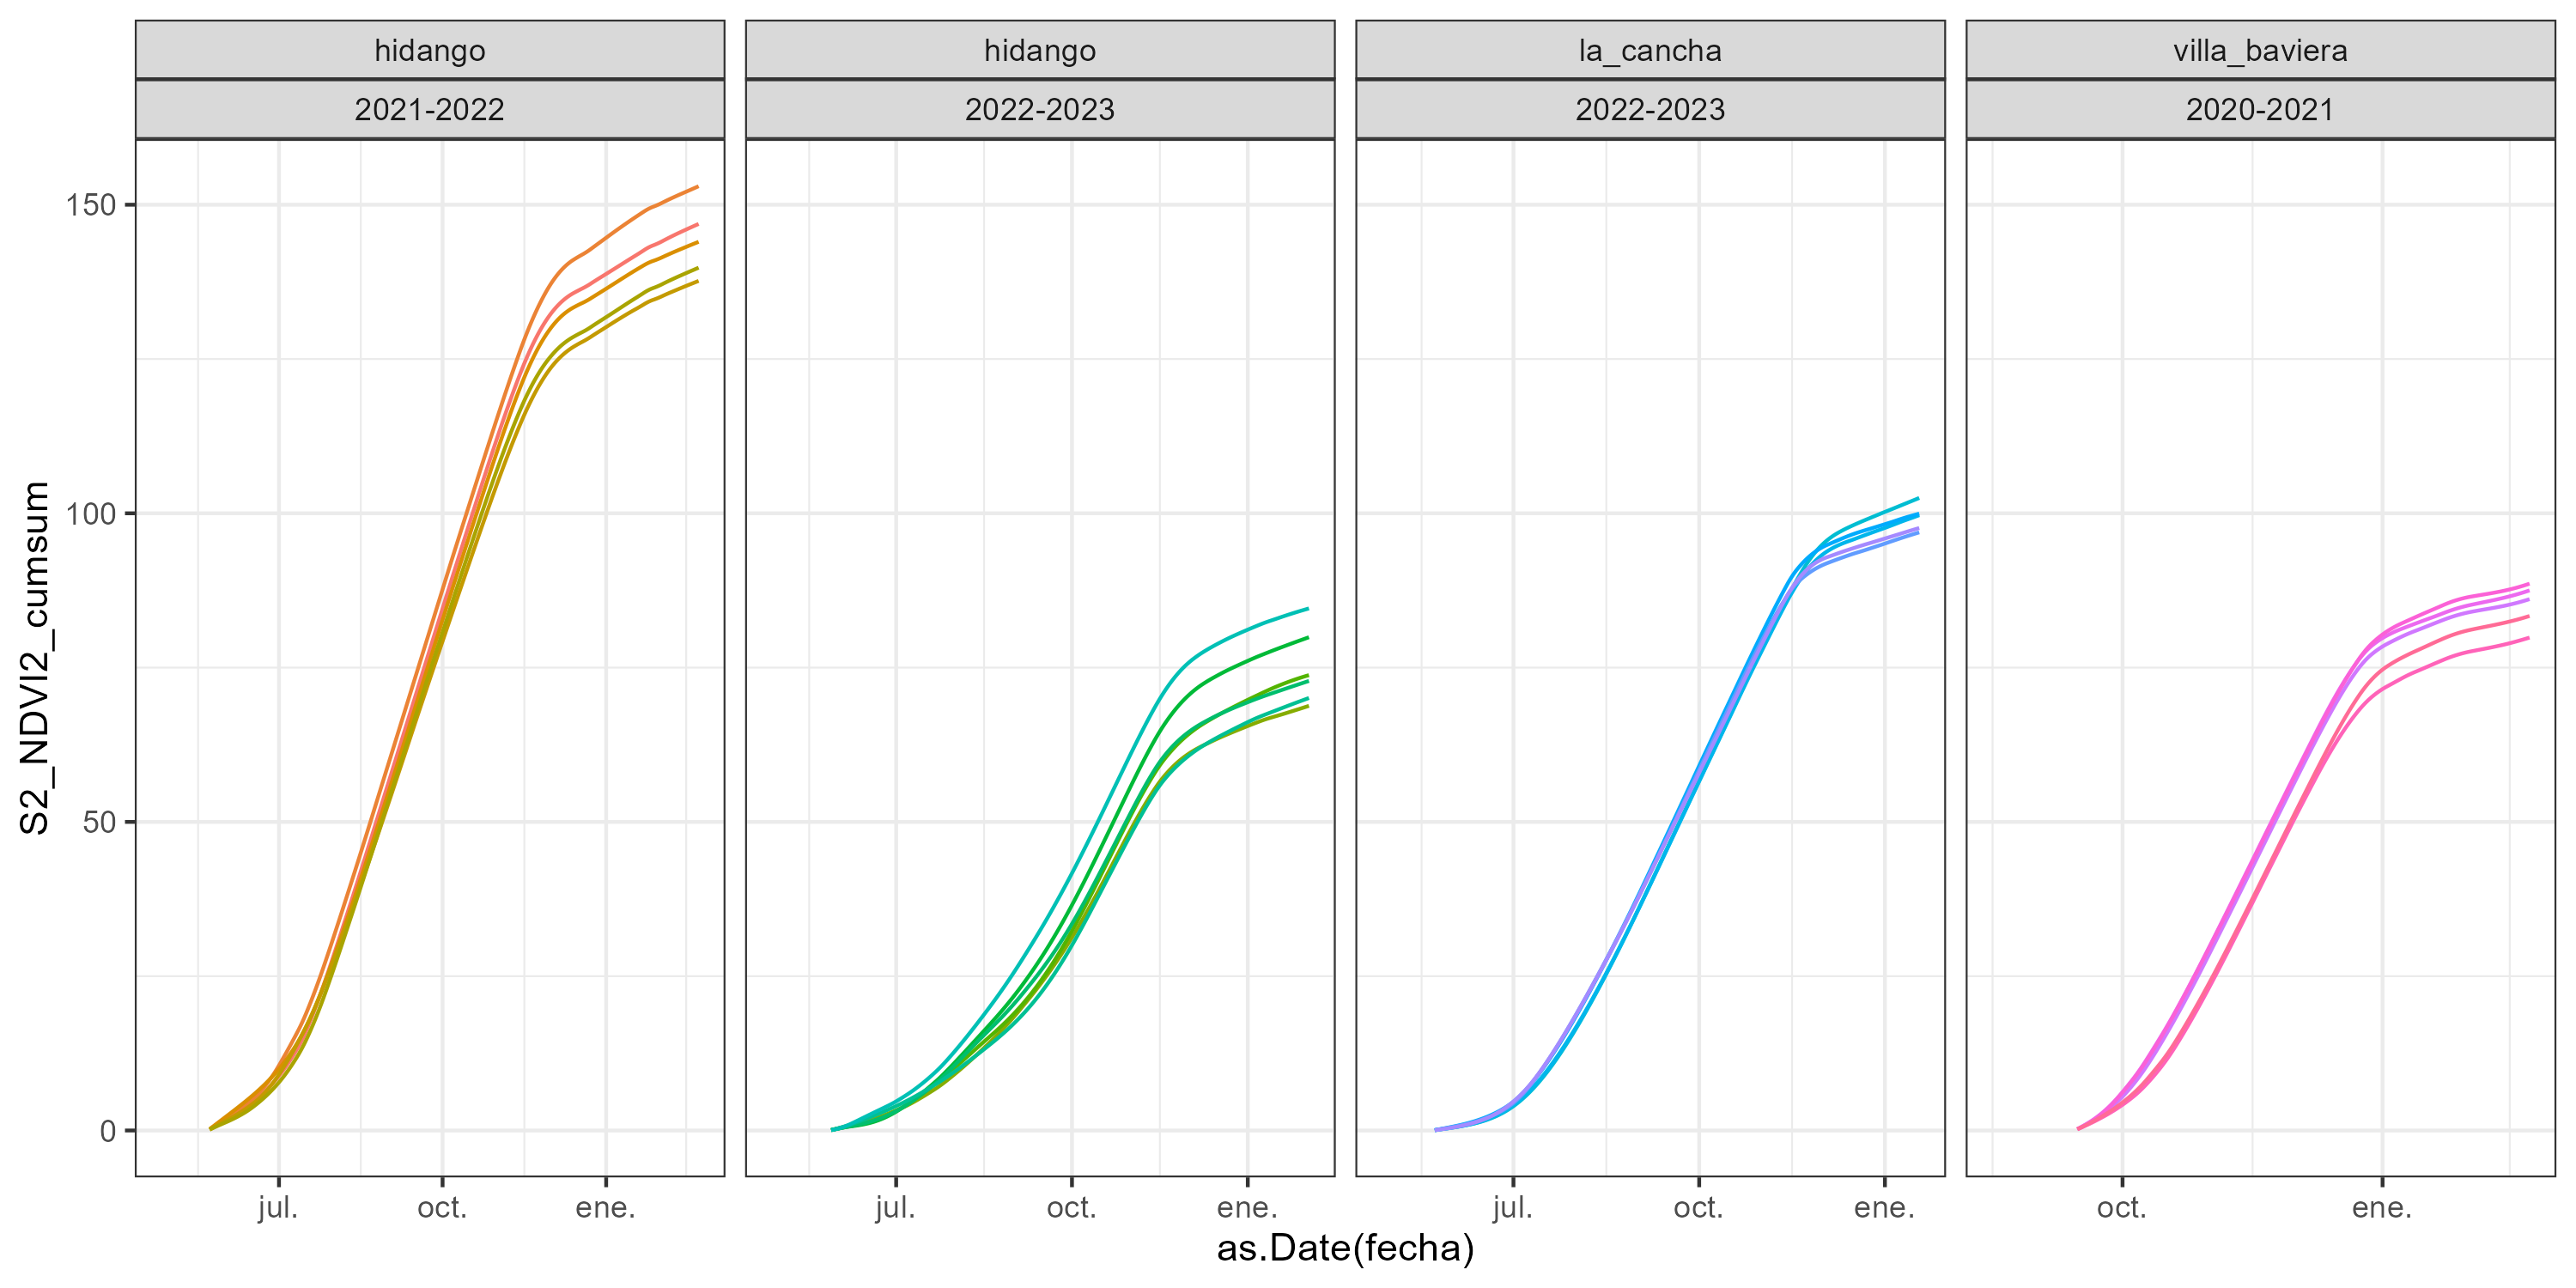 hidango hidango la_cancha villa_baviera
2021-2022 2022-2023 2022-2023 2020-2021
S2_NDVI2_cumsum
150
100
50
0
jul. oct. ene. jul. oct. ene. jul. oct. ene. oct. ene.
as.Date(fecha)